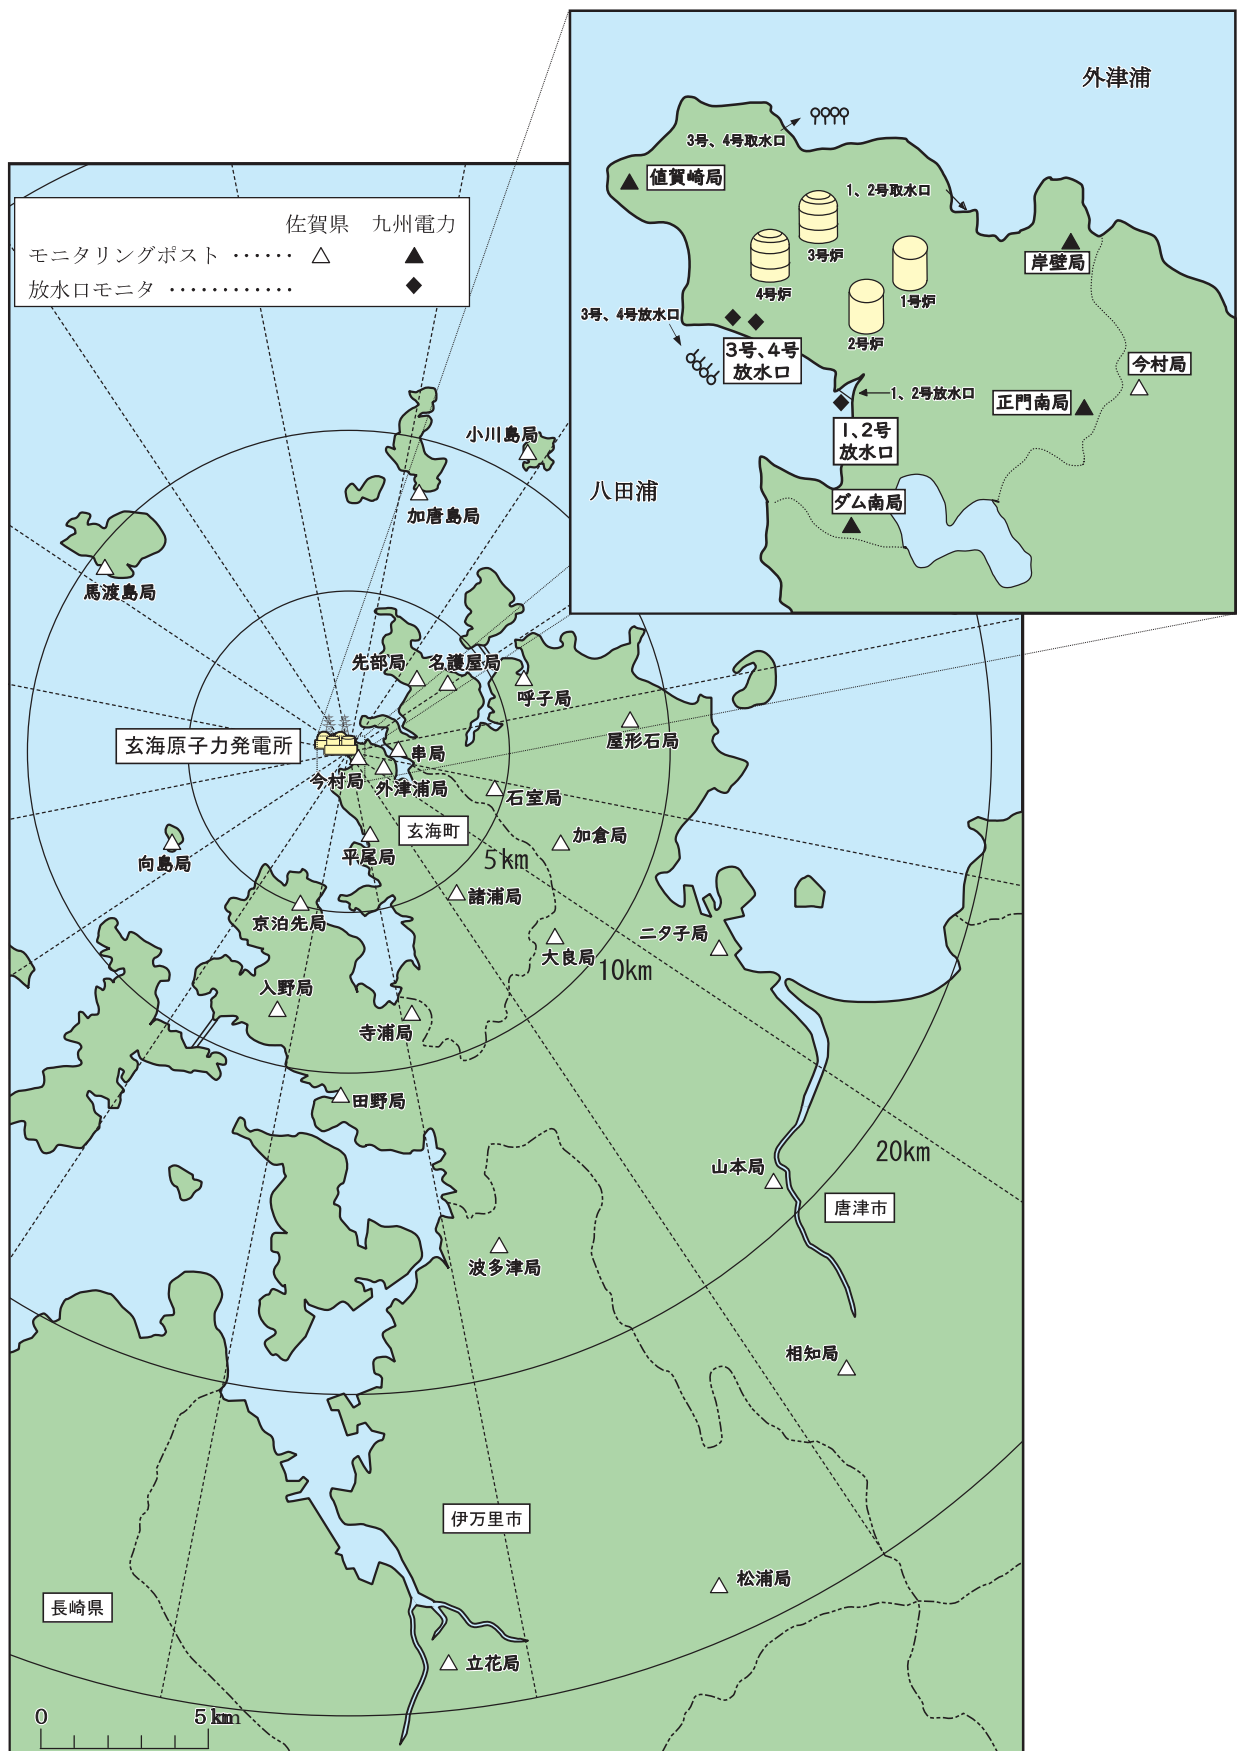 外津浦
3号、4号取水口
値賀崎局
1、2号取水口
3号炉
岸壁局
4号炉
1号炉
3号、4号放水口
2号炉
3号、4号
放水口
今村局
1、2号放水口
正門南局
1、2号
放水口
八田浦
ダム南局
佐賀県 九州電力
モニタリングポスト ‥‥‥ △ ▲
放水口モニタ ‥‥‥‥‥‥ ◆
小川島局
加唐島局
馬渡島局
先部局
名護屋局
呼子局
屋形石局
玄海原子力発電所
串局
今村局
外津浦局
石室局
玄海町
加倉局
平尾局
5km
向島局
諸浦局
京泊先局
二タ子局
大良局
10km
入野局
寺浦局
田野局
20km
山本局
唐津市
波多津局
相知局
伊万里市
松浦局
長崎県
立花局
0 5km